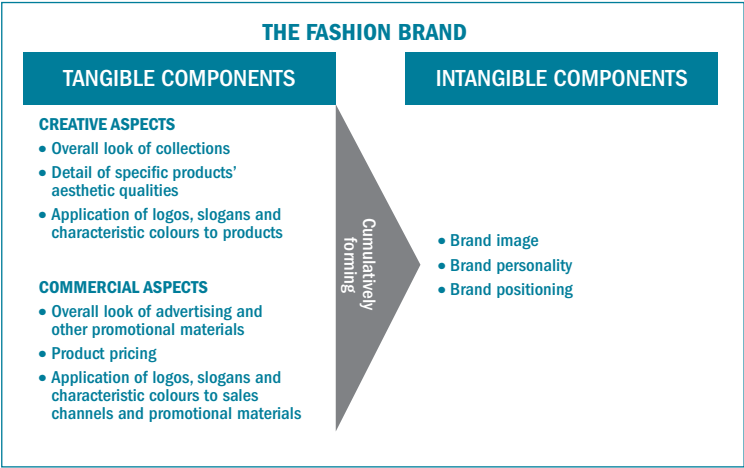 THE FASHION BRAND
TANGIBLE COMPONENTS
CREATIVE ASPECTS
• Overall look of collections
• Detail of specific products’
aesthetic qualities
• Application of logos, slogans and
characteristic colours to products
COMMERCIAL ASPECTS
• Overall look of advertising and
other promotional materials
• Product pricing
• Application of logos, slogans and
characteristic colours to sales
channels and promotional materials
Cumulatively
forming
INTANGIBLE COMPONENTS
• Brand image
• Brand personality
• Brand positioning